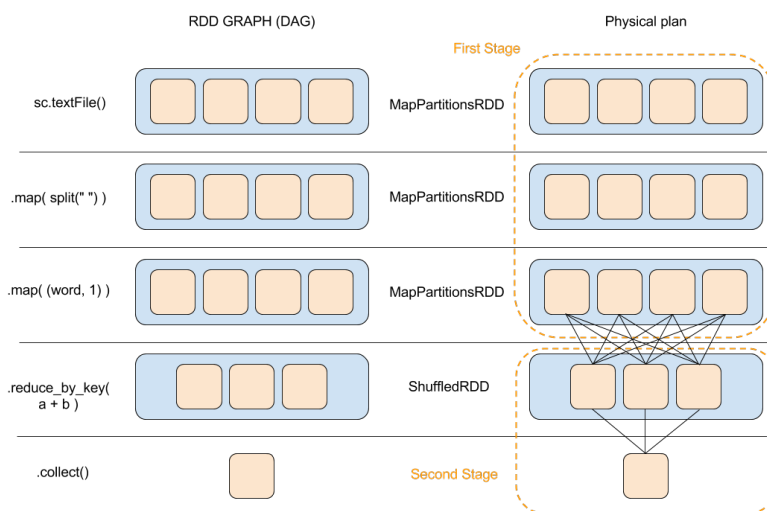 RDD GRAPH (DAG)
Physical plan
First Stage
sc.textFile()
MapPartitionsRDD
.map( split(" ") )
MapPartitionsRDD
.map( (word, 1) )
MapPartitionsRDD
.reduce_by_key(
a + b )
ShuffledRDD
.collect()
Second Stage